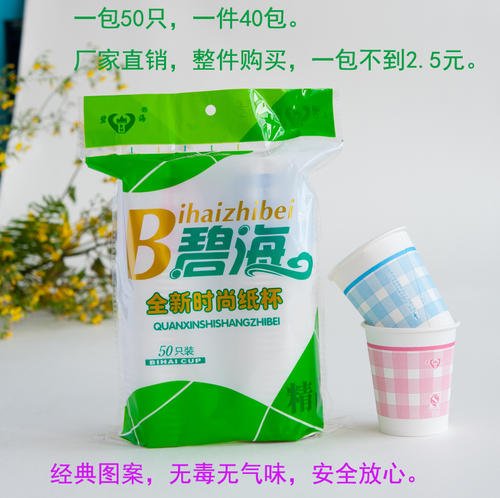 一包50只，一件40包。
厂家直销，整件购买，一包不到2.5元。
碧 海
Bihaizhibei
碧海
全新时尚纸杯
QUANXINSHISHANGZHIBEI
50只装
BIHAI CUP
精
经典图案，无毒无气味，安全放心。